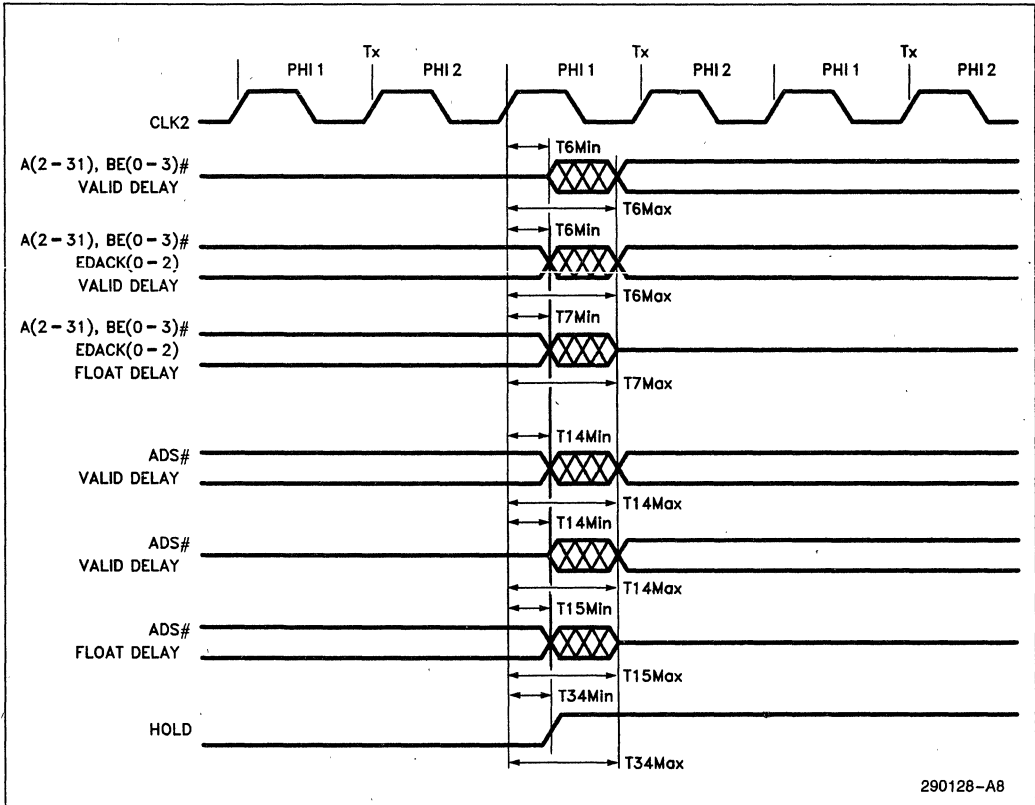 Tx Tx Tx
PHI 1 PHI 2 PHI 1 PHI 2 PHI 1 PHI 2
CLK2
T6Min
A(2-31), BE(0-3)#
VALID DELAY
T6Max
T6Min
A(2-31), BE(0-3)#
EDACK(0-2)
VALID DELAY
T6Max
T7Min
A(2-31), BE(0-3)#
EDACK(0-2)
FLOAT DELAY
T7Max
T14Min
ADS#
VALID DELAY
T14Max
T14Min
ADS#
VALID DELAY
T14Max
T15Min
ADS#
FLOAT DELAY
T15Max
T34Min
HOLD
T34Max
290128-A8